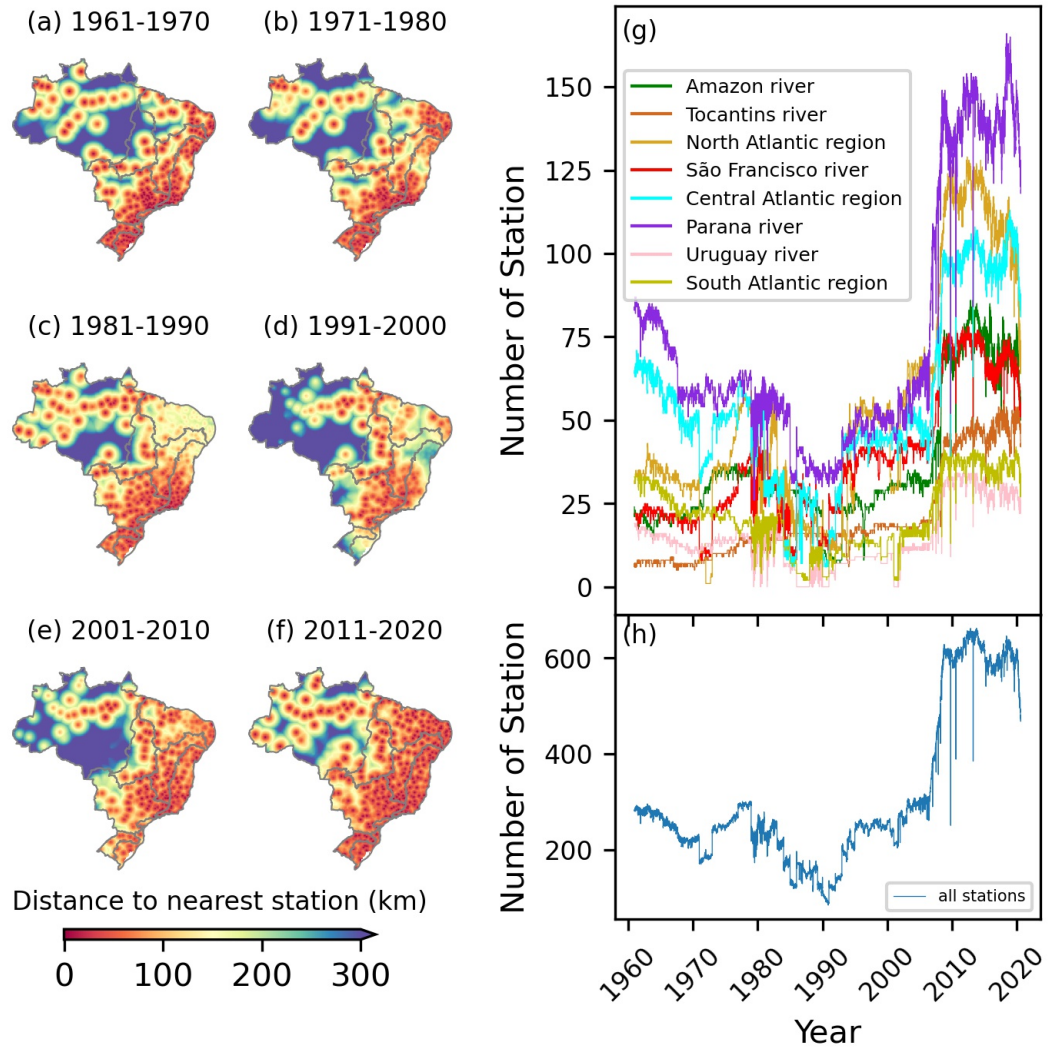 (a) 1961-1970
(b) 1971-1980
(c) 1981-1990
(d) 1991-2000
(e) 2001-2010
(f) 2011-2020
Distance to nearest station (km)
0 100 200 300
(g)
Number of Station
150
125
100
75
50
25
0
Amazon river
Tocantins river
North Atlantic region
São Francisco river
Central Atlantic region
Parana river
Uruguay river
South Atlantic region
(h)
Number of Station
600
400
200
all stations
1960 1970 1980 1990 2000 2010 2020
Year